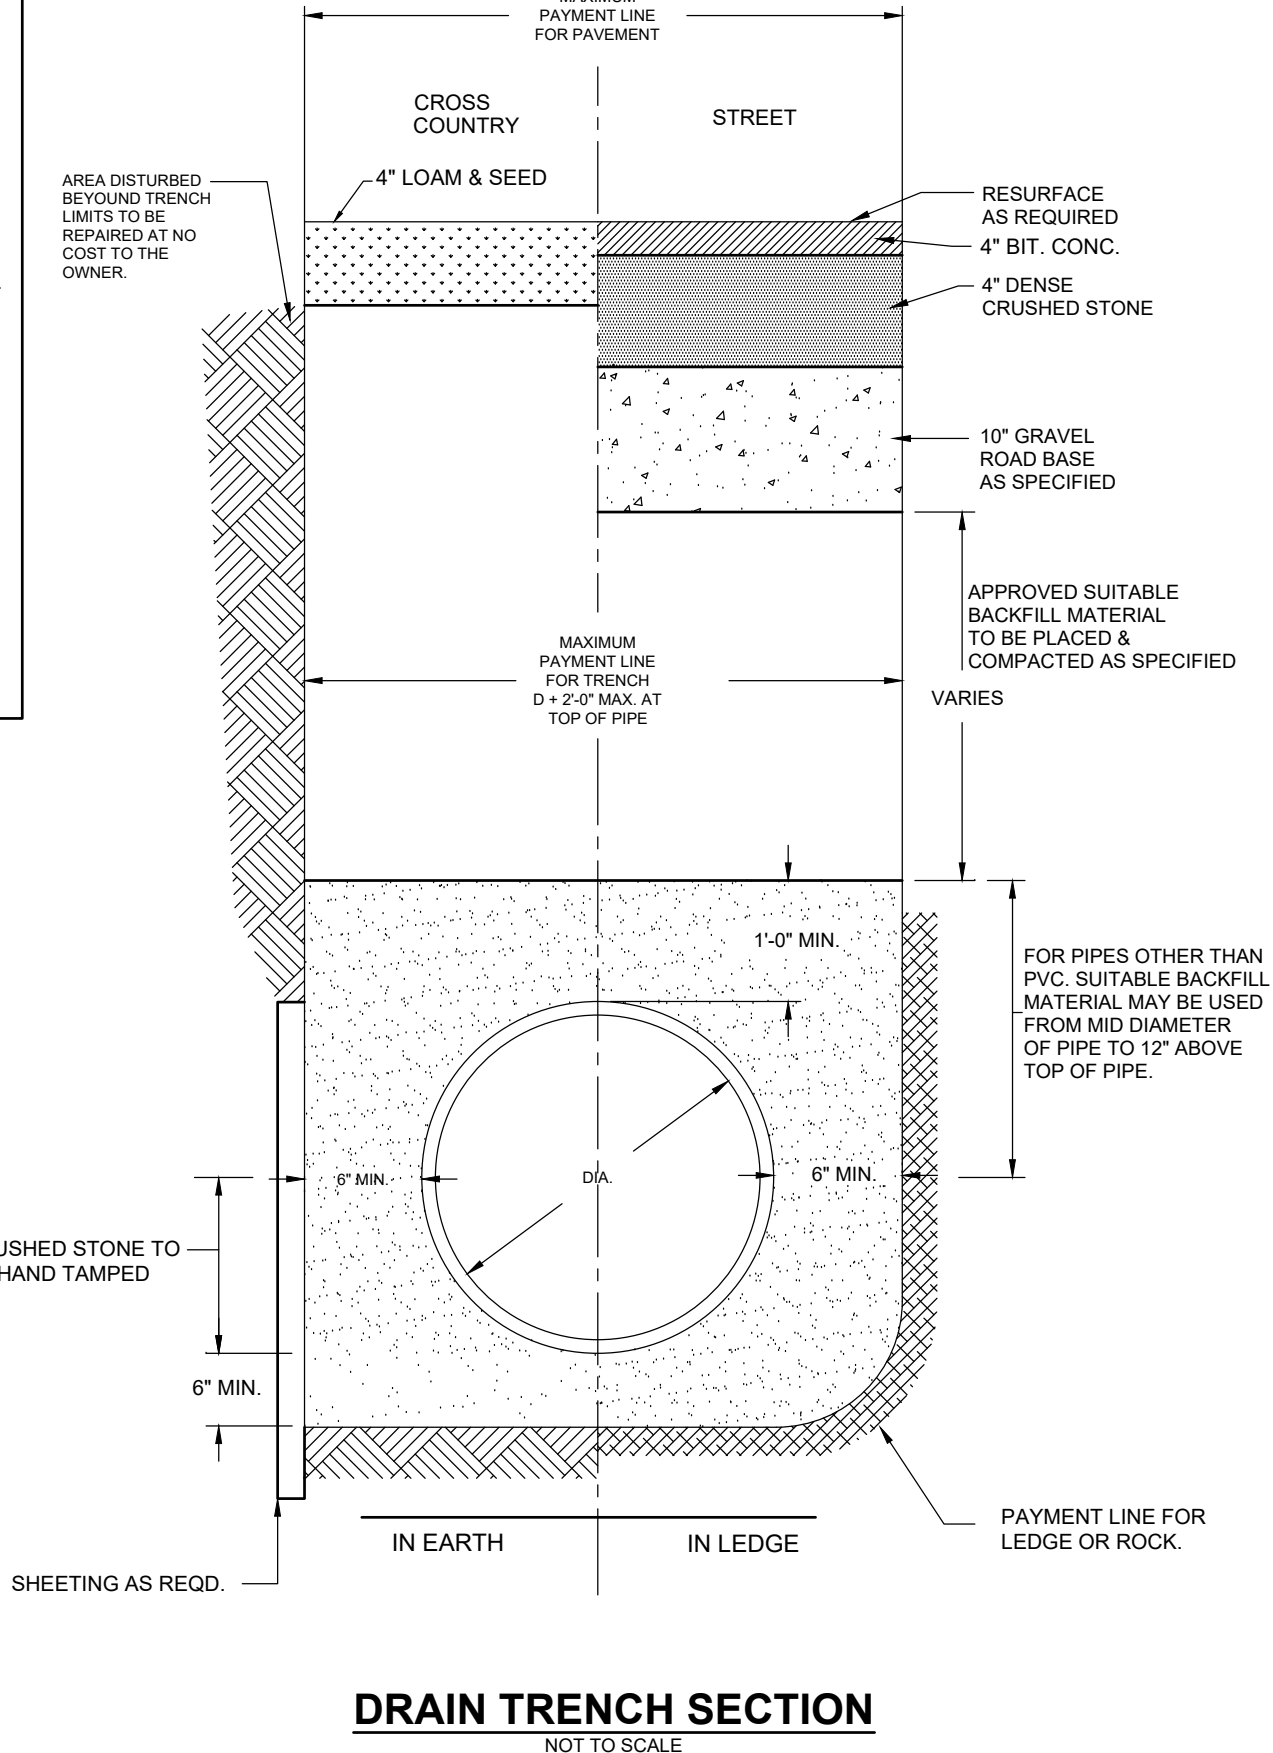 PAYMENT LINE
FOR PAVEMENT
CROSS
COUNTRY
STREET
4" LOAM & SEED
AREA DISTURBED
BEYOUND TRENCH
LIMITS TO BE
REPAIRED AT NO
COST TO THE
OWNER.
RESURFACE
AS REQUIRED
4" BIT. CONC.
4" DENSE
CRUSHED STONE
10" GRAVEL
ROAD BASE
AS SPECIFIED
APPROVED SUITABLE
BACKFILL MATERIAL
TO BE PLACED &
COMPACTED AS SPECIFIED
VARIES
MAXIMUM
PAYMENT LINE
FOR TRENCH
D + 2'-0" MAX. AT
TOP OF PIPE
1'-0" MIN.
FOR PIPES OTHER THAN
PVC. SUITABLE BACKFILL
MATERIAL MAY BE USED
FROM MID DIAMETER
OF PIPE TO 12" ABOVE
TOP OF PIPE.
6" MIN.
DIA.
6" MIN.
STONE TO
HAND TAMPED
6" MIN.
IN EARTH
IN LEDGE
PAYMENT LINE FOR
LEDGE OR ROCK.
SHEETING AS REQD.
DRAIN TRENCH SECTION
NOT TO SCALE